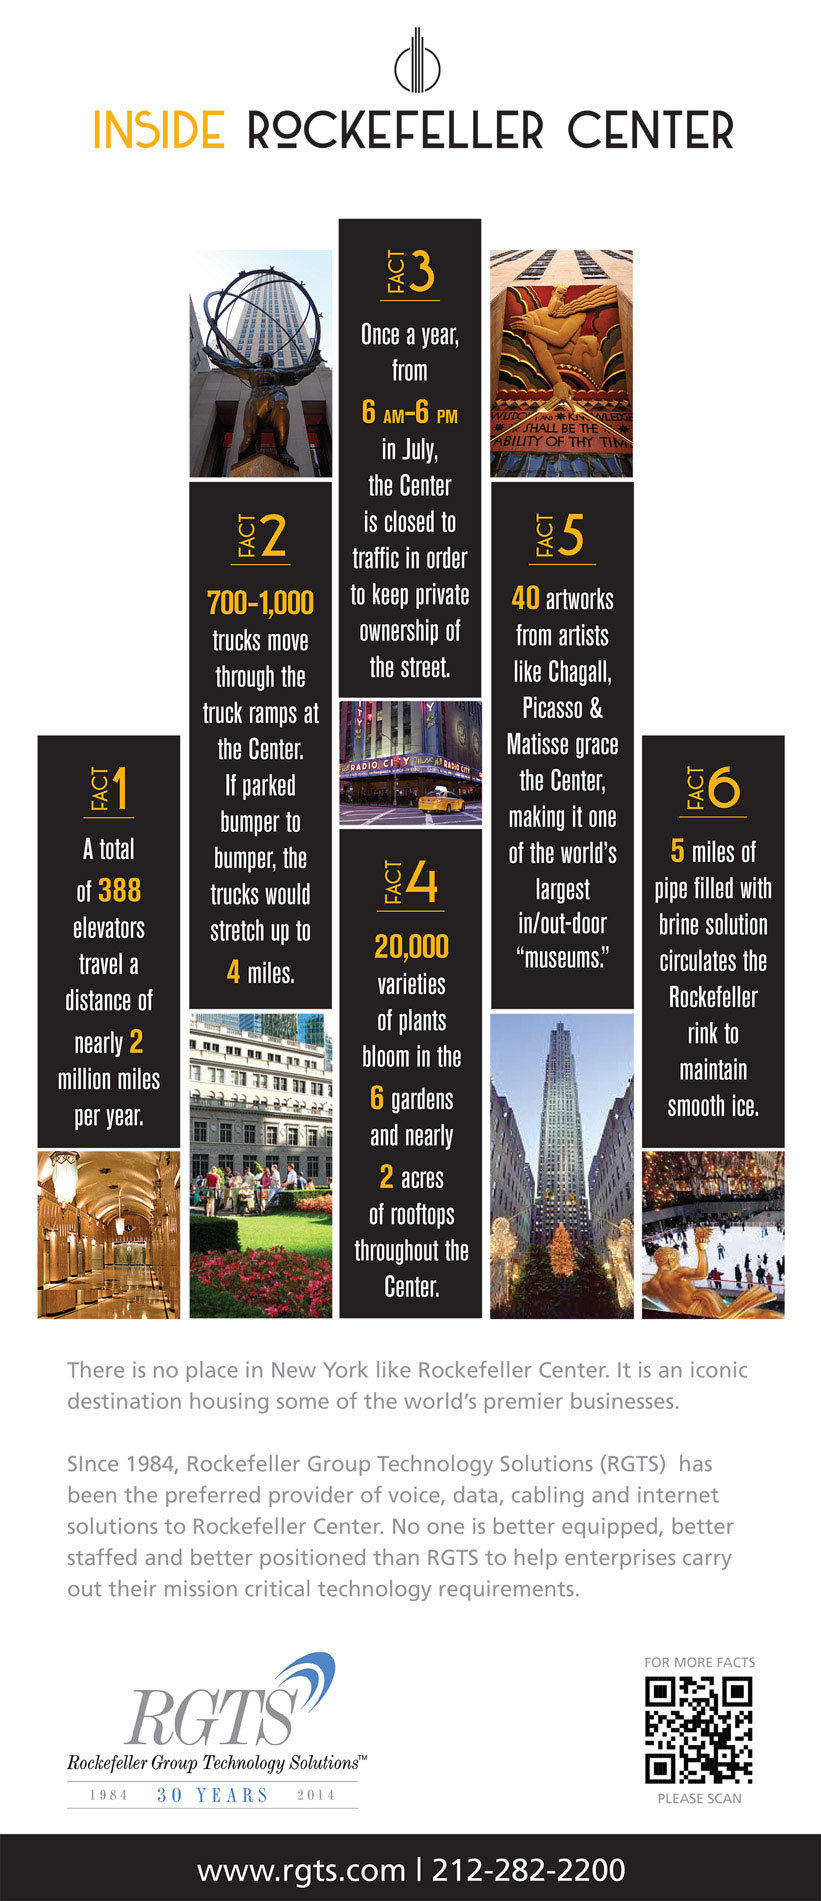 INSIDE ROCKEFELLER CENTER
FACT 3
Once a year,
from
6 AM-6 PM
in July,
the Center
is closed to
traffic in order
to keep private
ownership of
the street.
WISDOM AND KNOWLEDGE
SHALL BE THE
ABILITY OF THY TIM
FACT 2
700-1,000
trucks move
through the
truck ramps at
the Center.
If parked
bumper to
bumper, the
trucks would
stretch up to
4 miles.
FACT 5
40 artworks
from artists
like Chagall,
Picasso &
Matisse grace
the Center,
making it one
of the world's
largest
in/out-door
“museums.”
RADIO CITY Music Hall RADIO CITY
FACT 1
A total
of 388
elevators
travel a
distance of
nearly 2
million miles
per year.
FACT 4
20,000
varieties
of plants
bloom in the
6 gardens
and nearly
2 acres
of rooftops
throughout the
Center.
FACT 6
5 miles of
pipe filled with
brine solution
circulates the
Rockefeller
rink to
maintain
smooth ice.
There is no place in New York like Rockefeller Center. It is an iconic
destination housing some of the world's premier businesses.
SInce 1984, Rockefeller Group Technology Solutions (RGTS) has
been the preferred provider of voice, data, cabling and internet
solutions to Rockefeller Center. No one is better equipped, better
staffed and better positioned than RGTS to help enterprises carry
out their mission critical technology requirements.
RGTS
Rockefeller Group Technology Solutions™
1984 30 YEARS 2014
FOR MORE FACTS
PLEASE SCAN
www.rgts.com | 212-282-2200